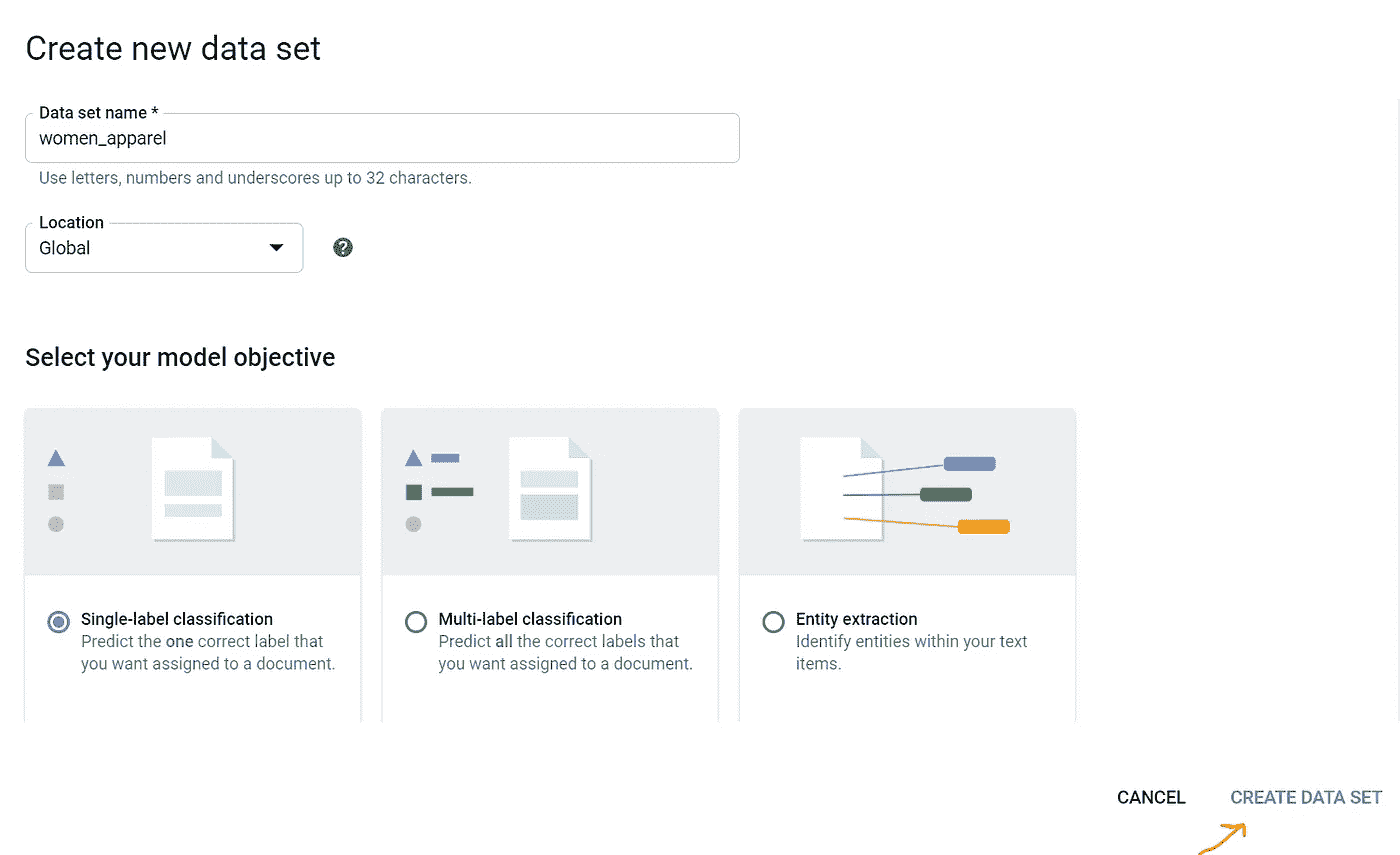 Create new data set
Data set name *
women_apparel
Use letters, numbers and underscores up to 32 characters.
Location
Global
?
Select your model objective
Single-label classification
Predict the one correct label that
you want assigned to a document.
Multi-label classification
Predict all the correct labels that
you want assigned to a document.
Entity extraction
Identify entities within your text
items.
CANCEL
CREATE DATA SET